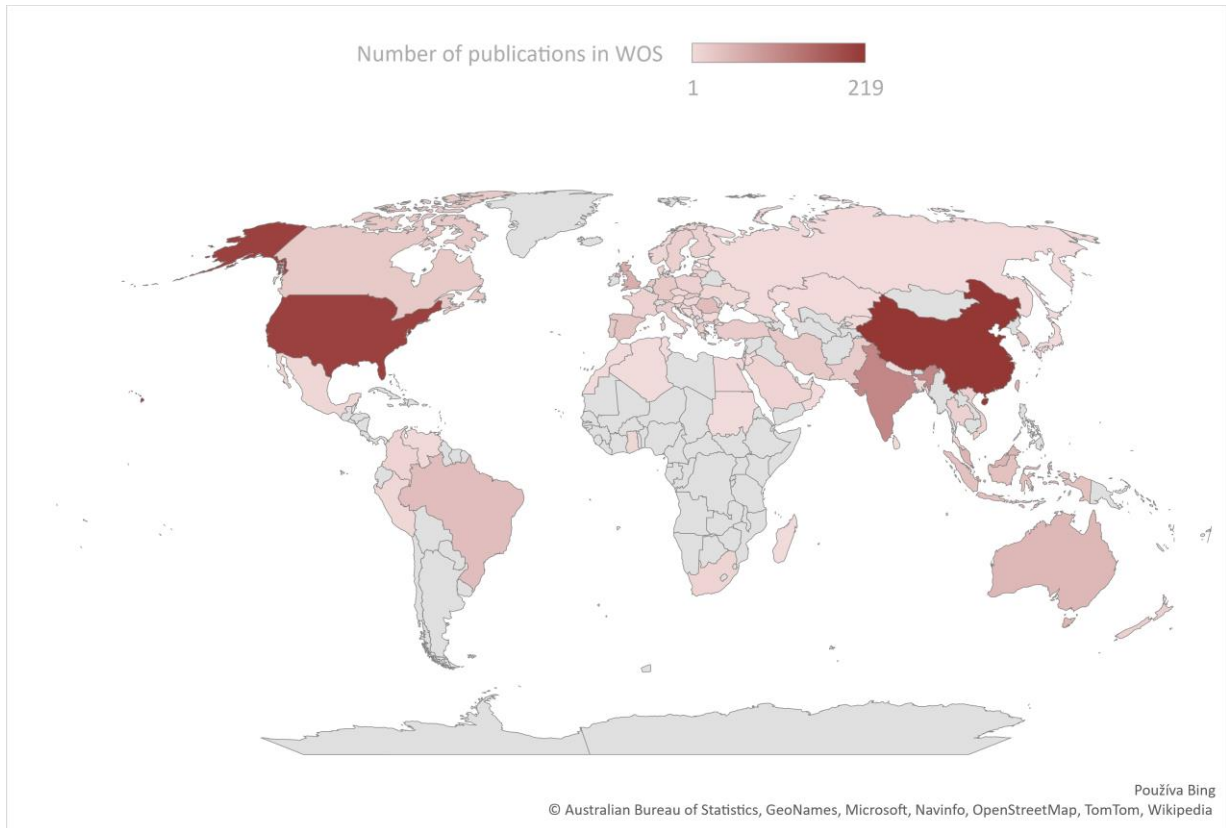 Number of publications in WOS
1 219
Používa Bing
© Australian Bureau of Statistics, GeoNames, Microsoft, Navinfo, OpenStreetMap, TomTom, Wikipedia